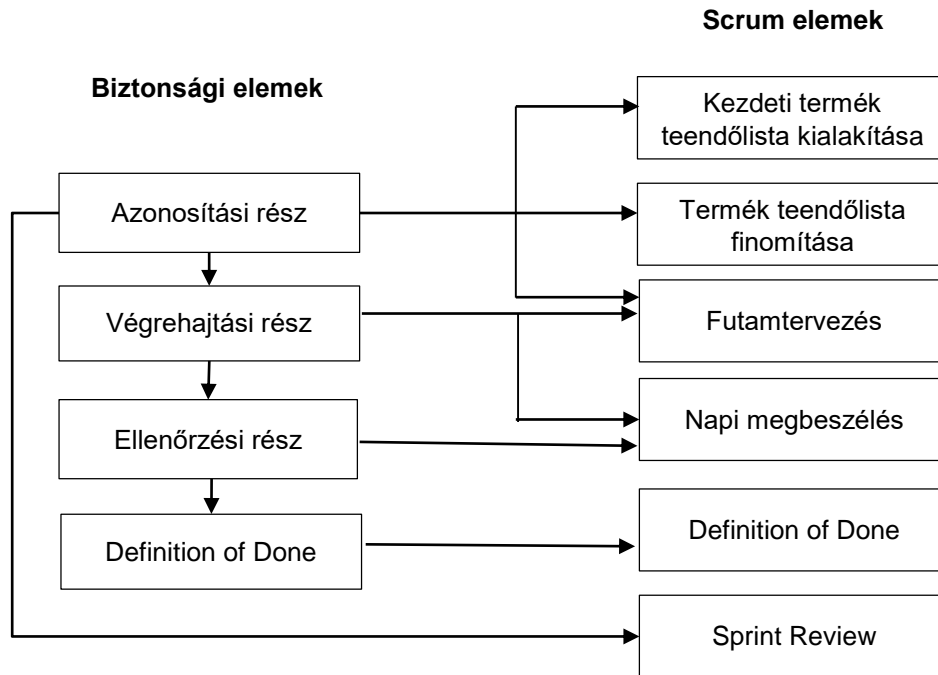 Scrum elemek
Biztonsági elemek
Kezdeti termék
teendőlista kialakítása
Azonosítási rész
Termék teendőlista
finomítása
Végrehajtási rész
Futamtervezés
Ellenőrzési rész
Napi megbeszélés
Definition of Done
Definition of Done
Sprint Review